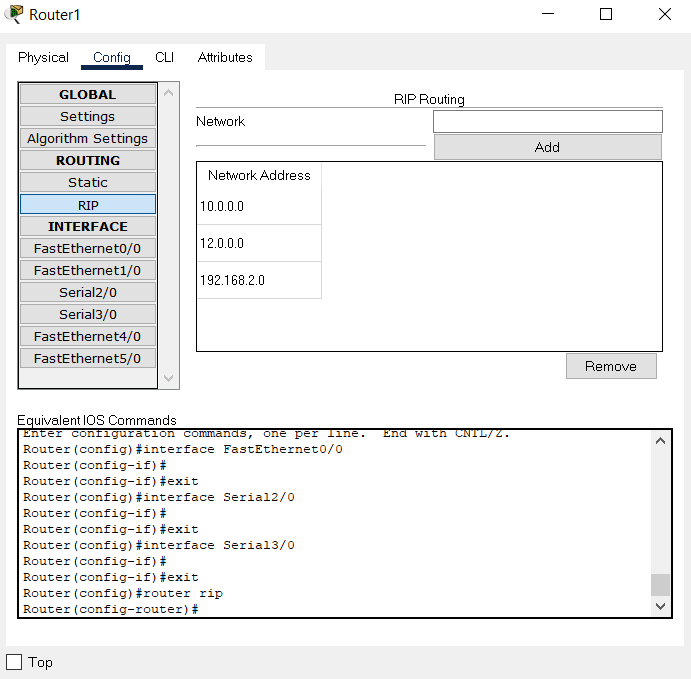 Router1
Physical Config CLI Attributes
GLOBAL
Settings
Algorithm Settings
ROUTING
Static
RIP
INTERFACE
FastEthernet0/0
FastEthernet1/0
Serial2/0
Serial3/0
FastEthernet4/0
FastEthernet5/0
RIP Routing
Network
Add
Network Address
10.0.0.0
12.0.0.0
192.168.2.0
Remove
Equivalent IOS Commands
Enter configuration commands, one per line.  End with CNTL/Z.
Router(config)#interface FastEthernet0/0
Router(config-if)#
Router(config-if)#exit
Router(config)#interface Serial2/0
Router(config-if)#
Router(config-if)#exit
Router(config)#interface Serial3/0
Router(config-if)#
Router(config-if)#exit
Router(config)#router rip
Router(config-router)#
Top